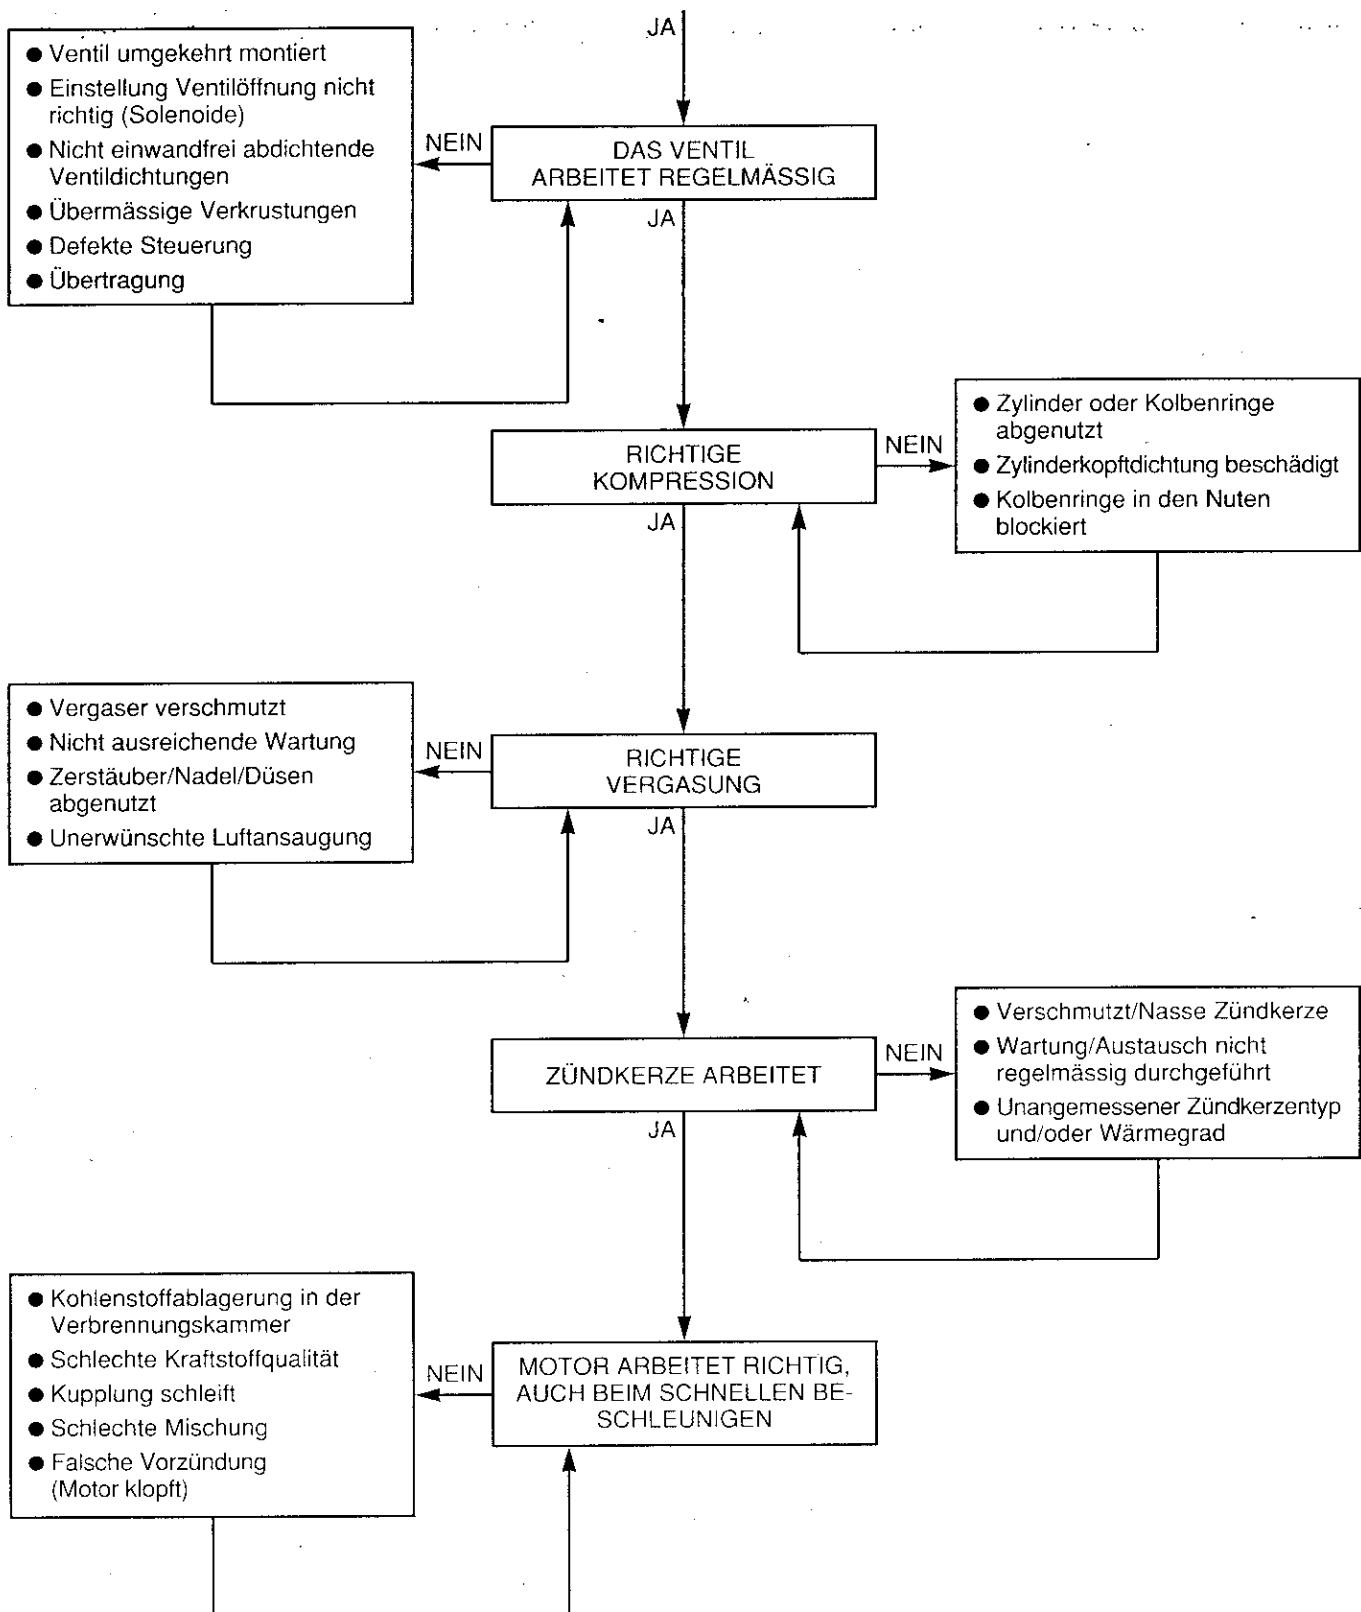 JA
● Ventil umgekehrt montiert
● Einstellung Ventilöffnung nicht
richtig (Solenoide)
● Nicht einwandfrei abdichtende
Ventildichtungen
● Übermässige Verkrustungen
● Defekte Steuerung
● Übertragung
NEIN
DAS VENTIL
ARBEITET REGELMÄSSIG
JA
RICHTIGE
KOMPRESSION
NEIN
● Zylinder oder Kolbenringe
abgenutzt
● Zylinderkopftdichtung beschädigt
● Kolbenringe in den Nuten
blockiert
JA
● Vergaser verschmutzt
● Nicht ausreichende Wartung
● Zerstäuber/Nadel/Düsen
abgenutzt
● Unerwünschte Luftansaugung
NEIN
RICHTIGE
VERGASUNG
JA
ZÜNDKERZE ARBEITET
NEIN
● Verschmutzt/Nasse Zündkerze
● Wartung/Austausch nicht
regelmässig durchgeführt
● Unangemessener Zündkerzentyp
und/oder Wärmegrad
JA
● Kohlenstoffablagerung in der
Verbrennungskammer
● Schlechte Kraftstoffqualität
● Kupplung schleift
● Schlechte Mischung
● Falsche Vorzündung
(Motor klopft)
NEIN
MOTOR ARBEITET RICHTIG,
AUCH BEIM SCHNELLEN BE-
SCHLEUNIGEN